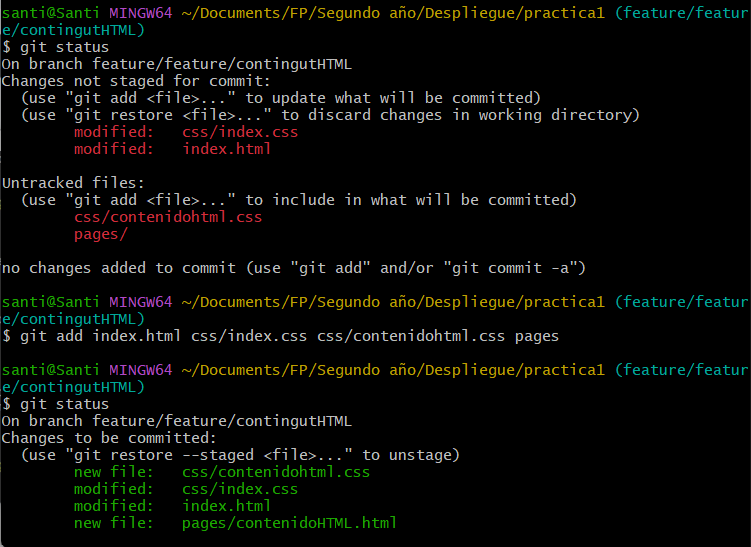 santi@Santi MINGW64 ~/Documents/FP/Segundo año/Despliegue/practica1 (feature/featur
e/contingutHTML)
$ git status
On branch feature/feature/contingutHTML
Changes not staged for commit:
  (use "git add <file>..." to update what will be committed)
  (use "git restore <file>..." to discard changes in working directory)
        modified:   css/index.css
        modified:   index.html

Untracked files:
  (use "git add <file>..." to include in what will be committed)
        css/contenidohtml.css
        pages/

no changes added to commit (use "git add" and/or "git commit -a")

santi@Santi MINGW64 ~/Documents/FP/Segundo año/Despliegue/practica1 (feature/featur
e/contingutHTML)
$ git add index.html css/index.css css/contenidohtml.css pages

santi@Santi MINGW64 ~/Documents/FP/Segundo año/Despliegue/practica1 (feature/featur
e/contingutHTML)
$ git status
On branch feature/feature/contingutHTML
Changes to be committed:
  (use "git restore --staged <file>..." to unstage)
        new file:   css/contenidohtml.css
        modified:   css/index.css
        modified:   index.html
        new file:   pages/contenidoHTML.html